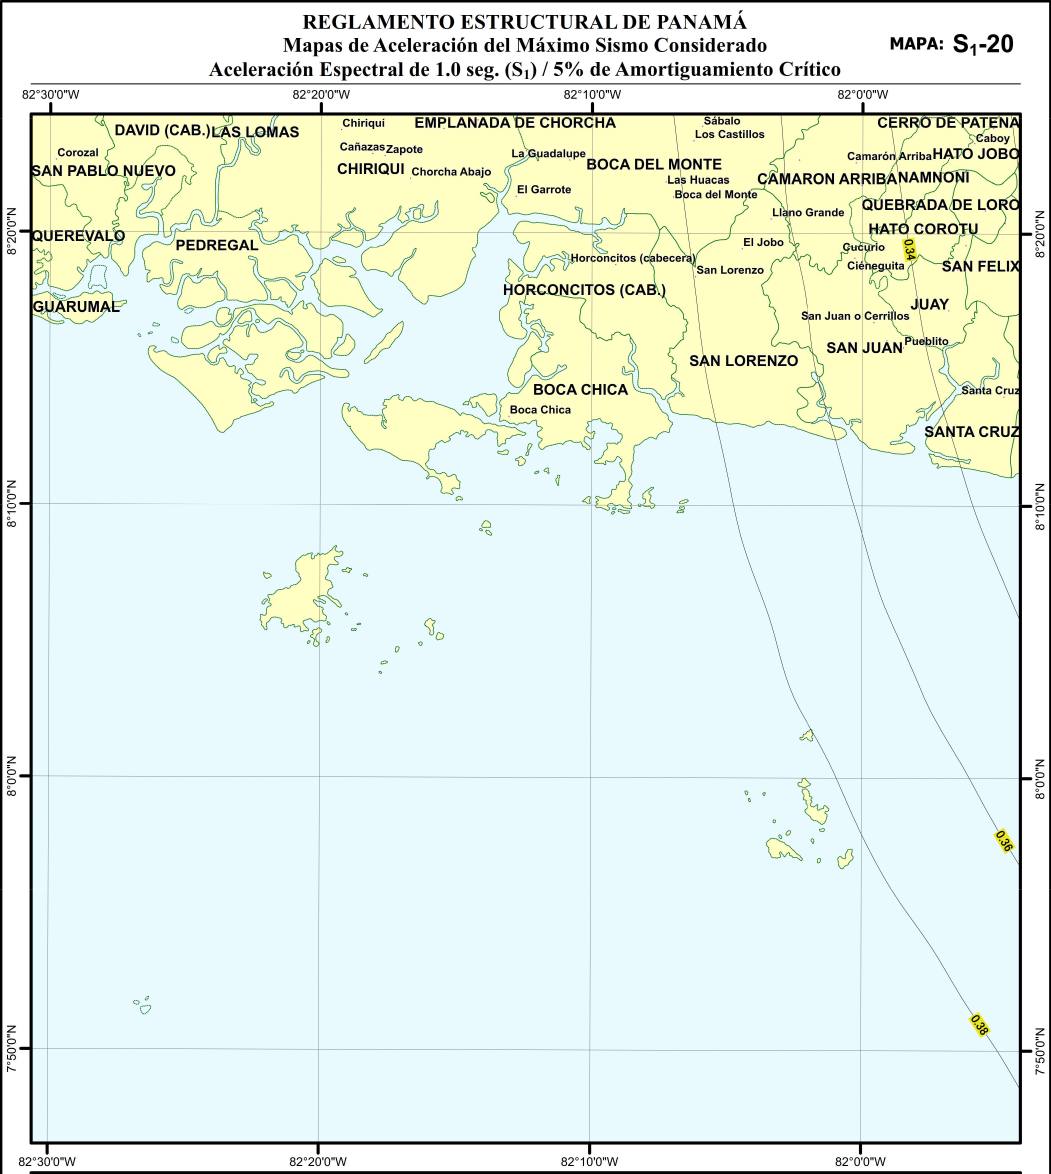 REGLAMENTO ESTRUCTURAL DE PANAMÁ
Mapas de Aceleración del Máximo Sismo Considerado
MAPA: S₁-20
Aceleración Espectral de 1.0 seg. (S₁) / 5% de Amortiguamiento Crítico
82°30'0"W 82°20'0"W 82°10'0"W 82°0'0"W
Chiriqui EMPLANADA DE CHORCHA Sábalo CERRO DE PATENA
DAVID (CAB.) LAS LOMAS Los Castillos Caboy
Corozal Cañazas Zapote La Guadalupe Camarón Arriba HATO JOBO
SAN PABLO NUEVO CHIRIQUI Chorcha Abajo BOCA DEL MONTE
Las Huacas CAMARON ARRIBA NAMNONI
El Garrote Boca del Monte
Llano Grande QUEBRADA DE LORO
8°20'0"N QUEREVALO PEDREGAL El Jobo HATO COROTU 8°20'0"N
Cucurio 0.34
Horconcitos (cabecera) San Lorenzo Ciéneguita SAN FELIX
HORCONCITOS (CAB.)
GUARUMAL JUAY
San Juan o Cerrillos
SAN JUAN Pueblito
SAN LORENZO
BOCA CHICA Santa Cruz
Boca Chica
SANTA CRUZ
8°10'0"N 8°10'0"N
8°0'0"N 8°0'0"N
0.36
0.38
7°50'0"N 7°50'0"N
82°30'0"W 82°20'0"W 82°10'0"W 82°0'0"W